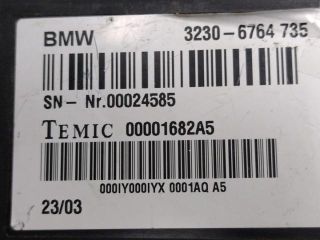 BMW 3230-6764 735
SN- Nr.00024585
TEMIC 00001682A5
000IY000IYX 0001AQ A5
23/03